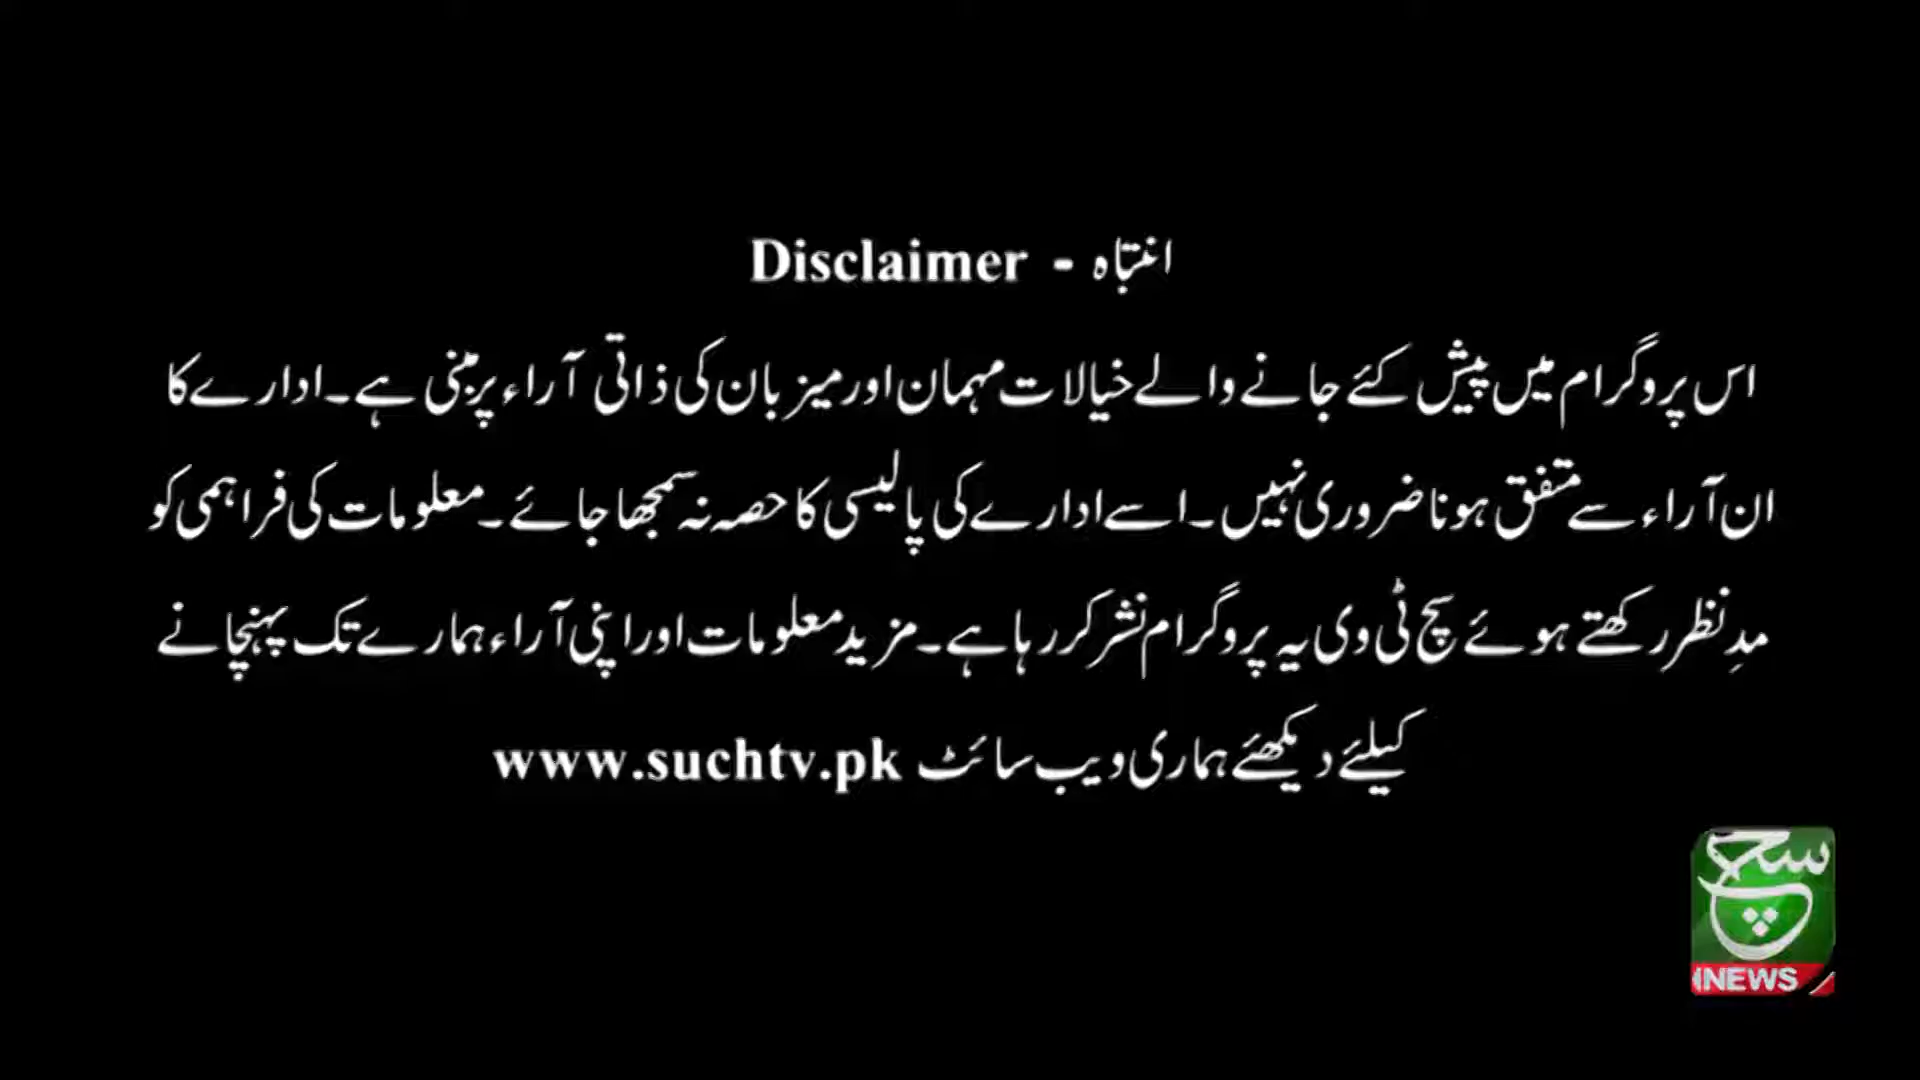 انتباہ - Disclaimer
اس پروگرام میں پیش کئے جانے والے خیالات مہمان اور میزبان کی ذاتی آراء پر مبنی ہے۔ ادارے کا
ان آراء سے متفق ہونا ضروری نہیں۔ اسے ادارے کی پالیسی کا حصہ نہ سمجھا جائے۔ معلومات کی فراہمی کو
مدِ نظر رکھتے ہوئے سچ ٹی وی یہ پروگرام نشر کر رہا ہے۔ مزید معلومات اور اپنی آراء ہمارے تک پہنچانے
کیلئے دیکھئے ہماری ویب سائٹ www.suchtv.pk
سچ
NEWS